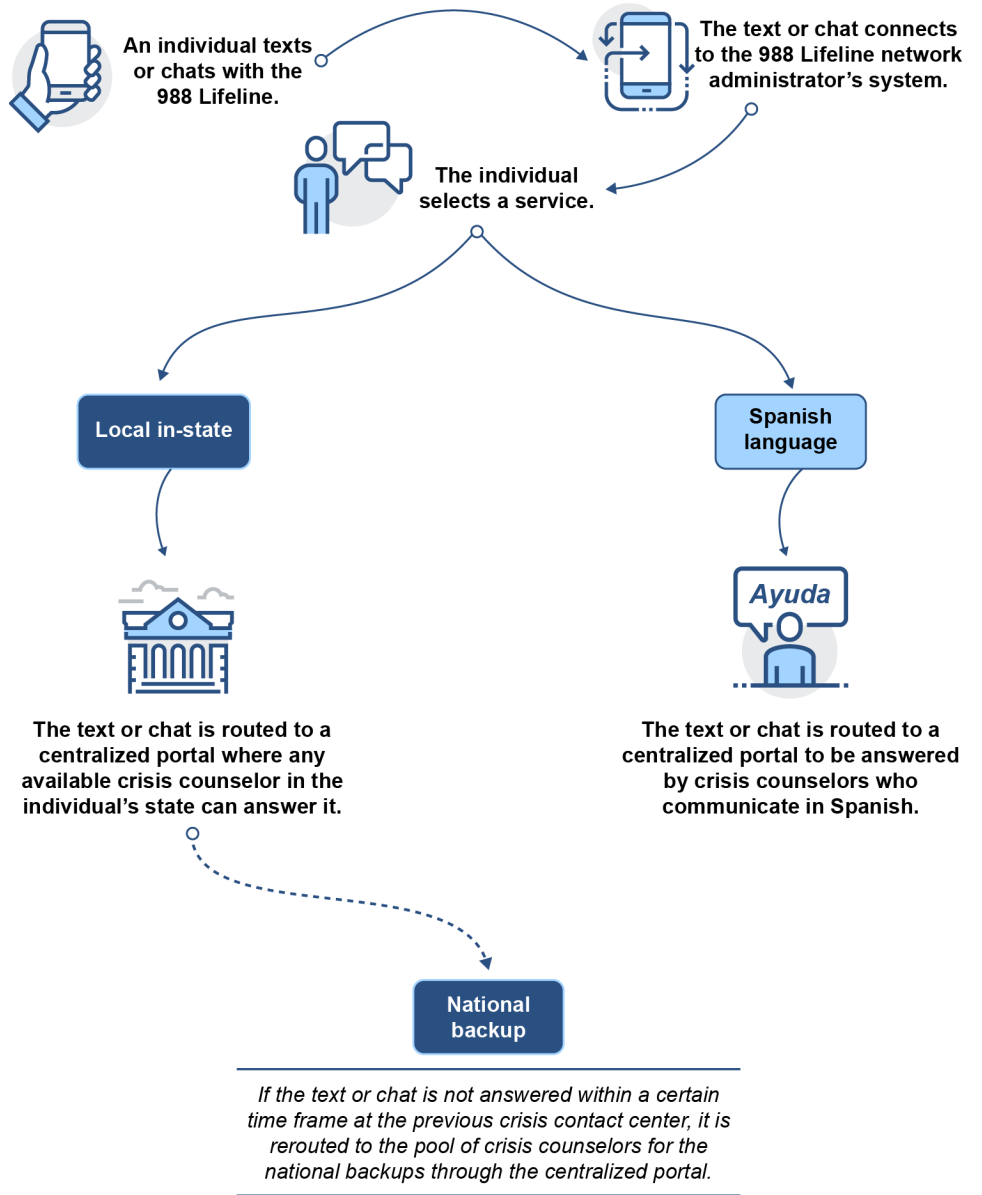 An individual texts
or chats with the
988 Lifeline.
The text or chat connects
to the 988 Lifeline network
administrator’s system.
The individual
selects a service.
Local in-state
Spanish
language
Ayuda
The text or chat is routed to a
centralized portal where any
available crisis counselor in the
individual’s state can answer it.
The text or chat is routed to a
centralized portal to be answered
by crisis counselors who
communicate in Spanish.
National
backup
If the text or chat is not answered within a certain
time frame at the previous crisis contact center, it is
rerouted to the pool of crisis counselors for the
national backups through the centralized portal.